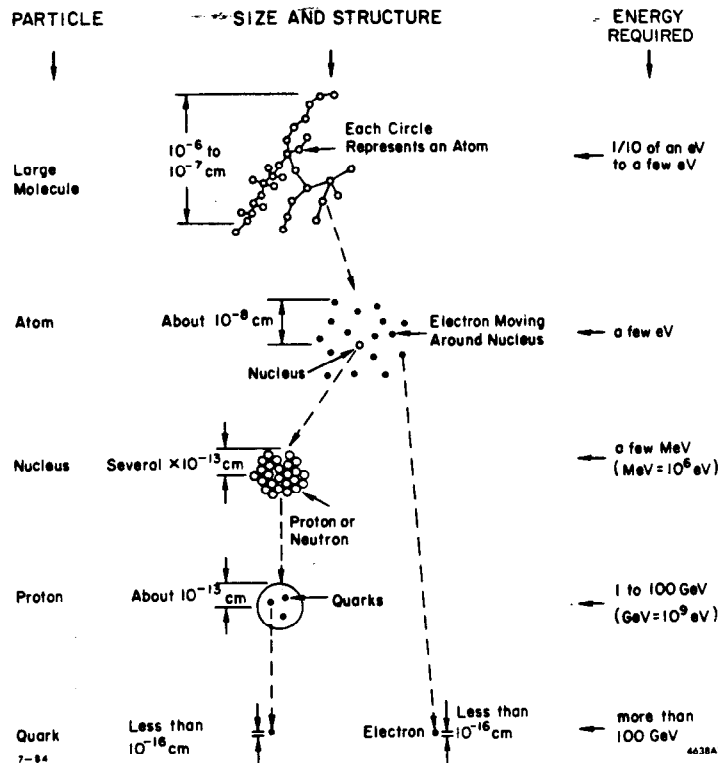 PARTICLE
SIZE AND STRUCTURE
ENERGY
REQUIRED
Large
Molecule
10⁻⁶ to
10⁻⁷ cm
Each Circle
Represents an Atom
1/10 of an eV
to a few eV
Atom
About 10⁻⁸ cm
Electron Moving
Around Nucleus
Nucleus
a few eV
Nucleus
Several ×10⁻¹³ cm
Proton or
Neutron
a few MeV
(MeV = 10⁶ eV)
Proton
About 10⁻¹³ cm
Quarks
1 to 100 GeV
(GeV = 10⁹ eV)
Quark
Less than
10⁻¹⁶ cm
Electron
Less than
10⁻¹⁶ cm
more than
100 GeV
7-84
4638A